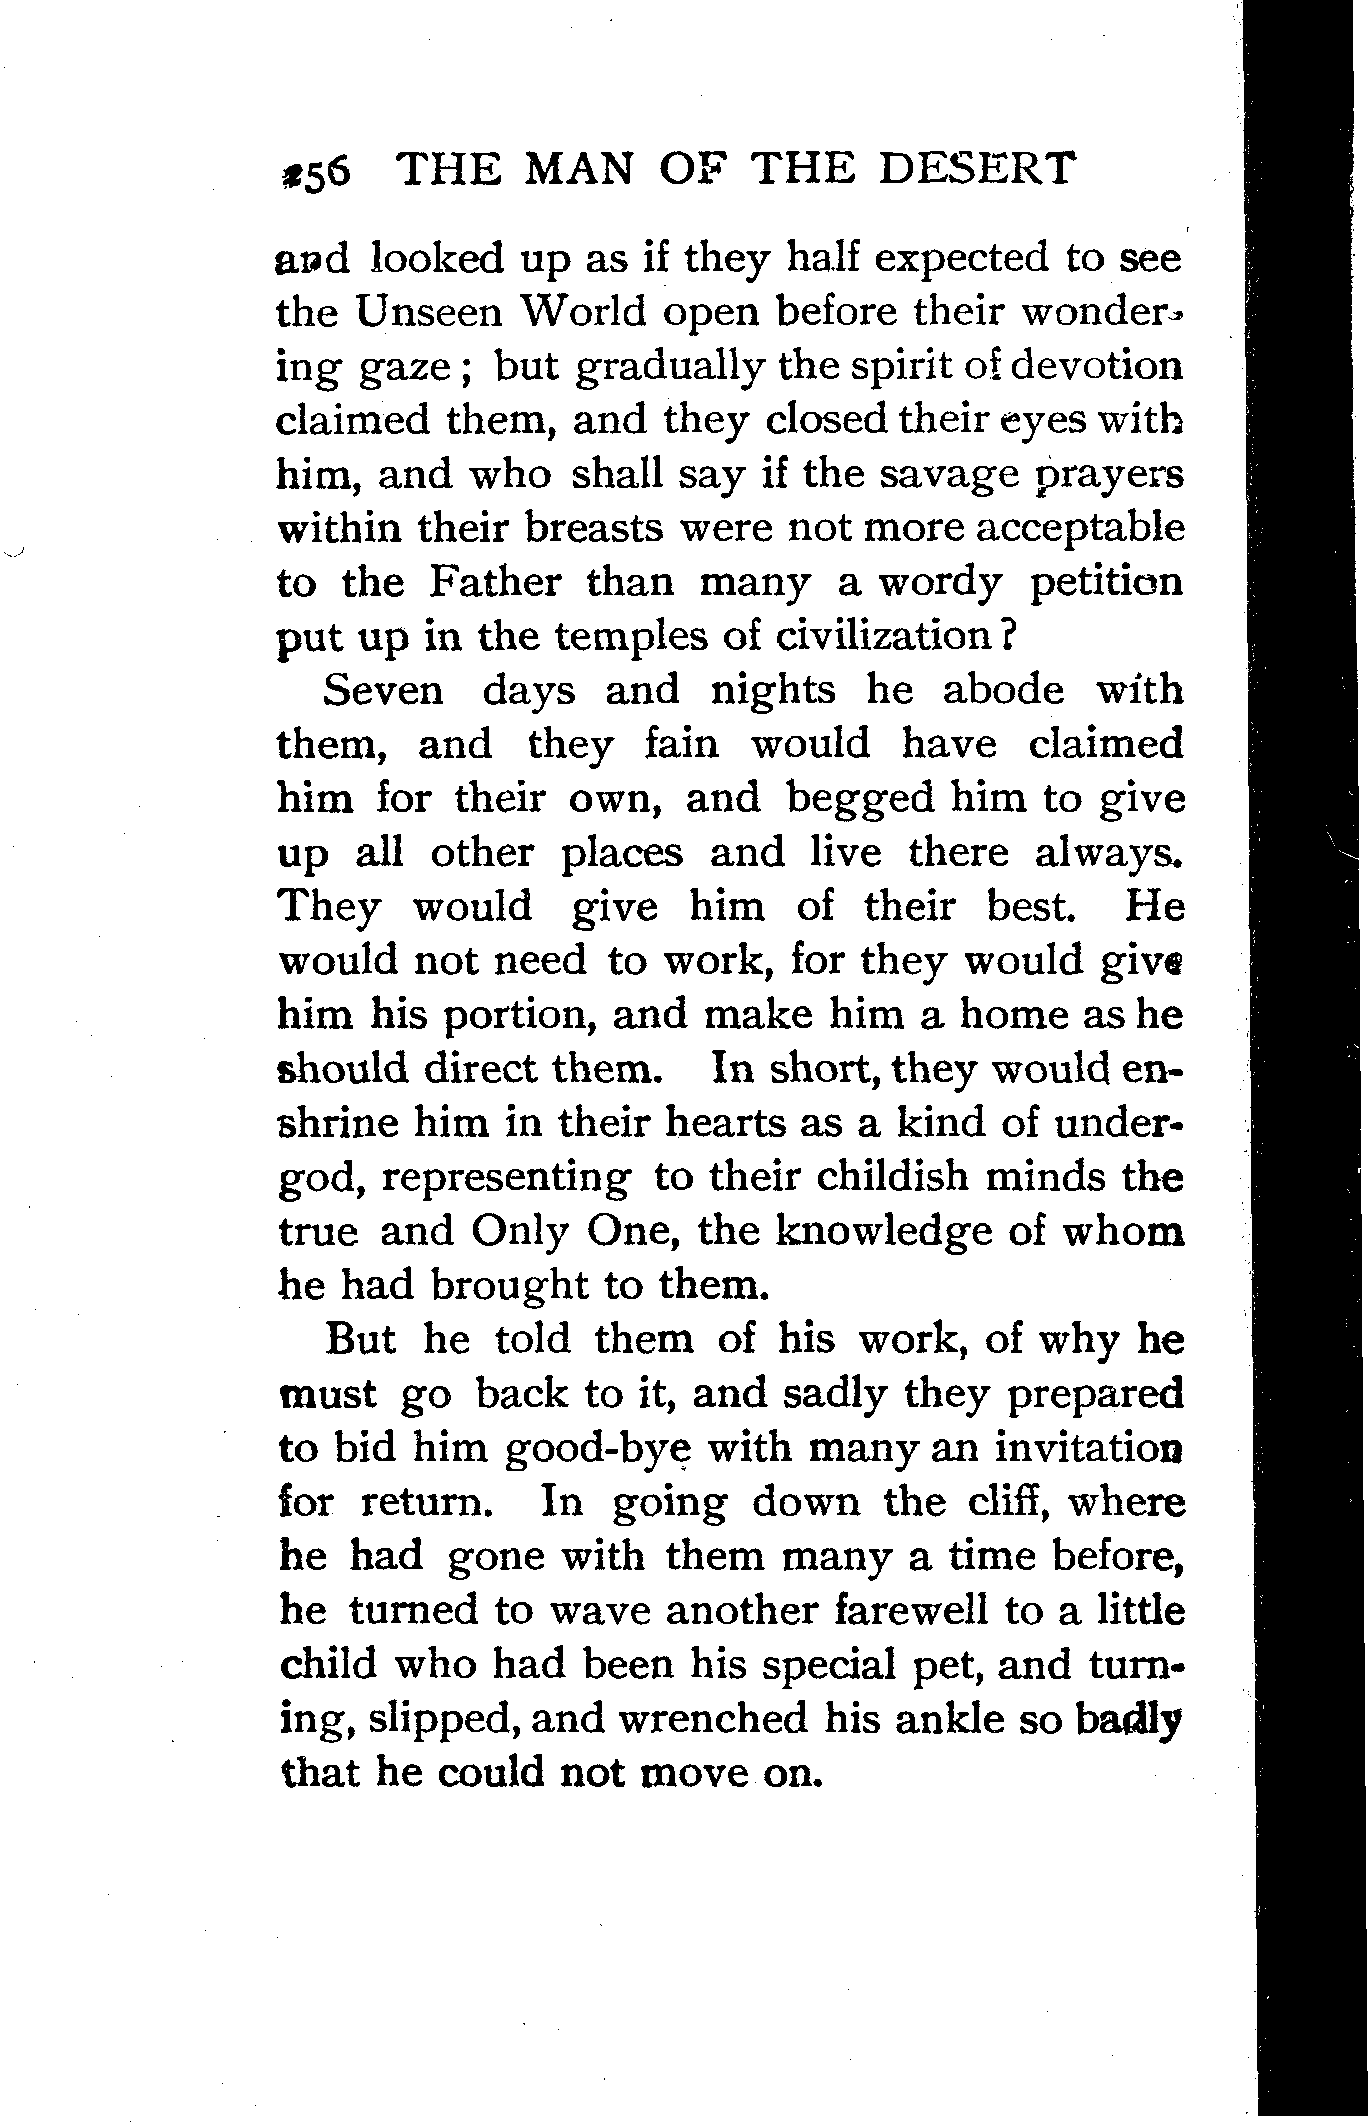 256 THE MAN OF THE DESERT
and looked up as if they half expected to see
the Unseen World open before their wonder-
ing gaze; but gradually the spirit of devotion
claimed them, and they closed their eyes with
him, and who shall say if the savage prayers
within their breasts were not more acceptable
to the Father than many a wordy petition
put up in the temples of civilization?
Seven days and nights he abode with
them, and they fain would have claimed
him for their own, and begged him to give
up all other places and live there always.
They would give him of their best. He
would not need to work, for they would give
him his portion, and make him a home as he
should direct them. In short, they would en-
shrine him in their hearts as a kind of under-
god, representing to their childish minds the
true and Only One, the knowledge of whom
he had brought to them.
But he told them of his work, of why he
must go back to it, and sadly they prepared
to bid him good-bye with many an invitation
for return. In going down the cliff, where
he had gone with them many a time before,
he turned to wave another farewell to a little
child who had been his special pet, and turn-
ing, slipped, and wrenched his ankle so badly
that he could not move on.